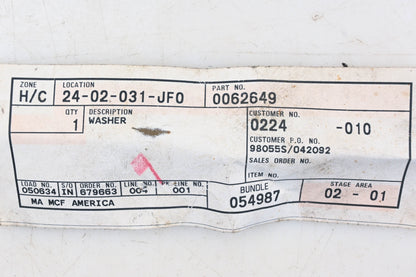 ZONE LOCATION PART NO.
H/C 24-02-031-JFO 0062649
QTY DESCRIPTION CUSTOMER NO.
1 WASHER 0224 -010
CUSTOMER P.O. NO.
98055S/042092
SALES ORDER NO.
ITEM NO.
LOAD NO. S/O ORDER NO. LINE NO. LINE NO. BUNDLE STAGE AREA
050634 IN 679663 004 001 054987 02 - 01
MA MCF AMERICA